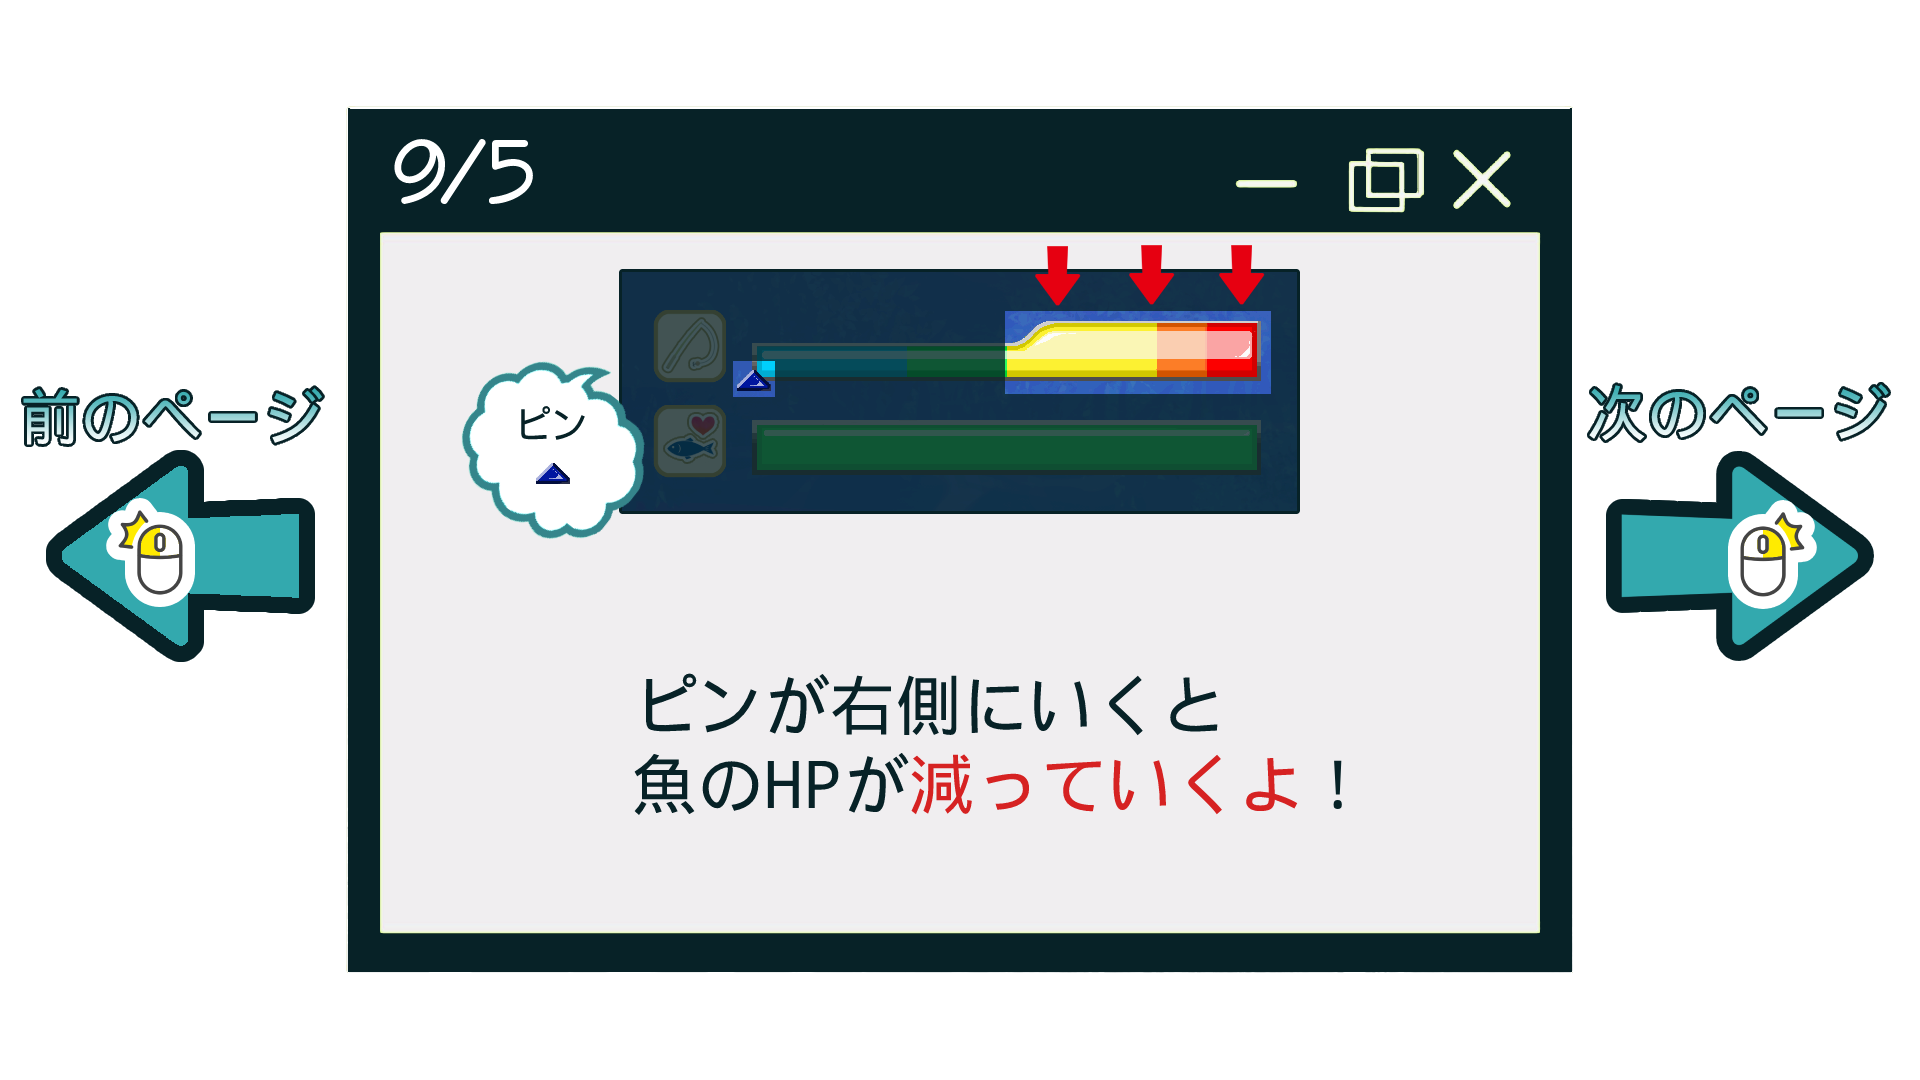 9/5
前のページ
次のページ
ピン
ピンが右側にいくと
魚のHPが減っていくよ！